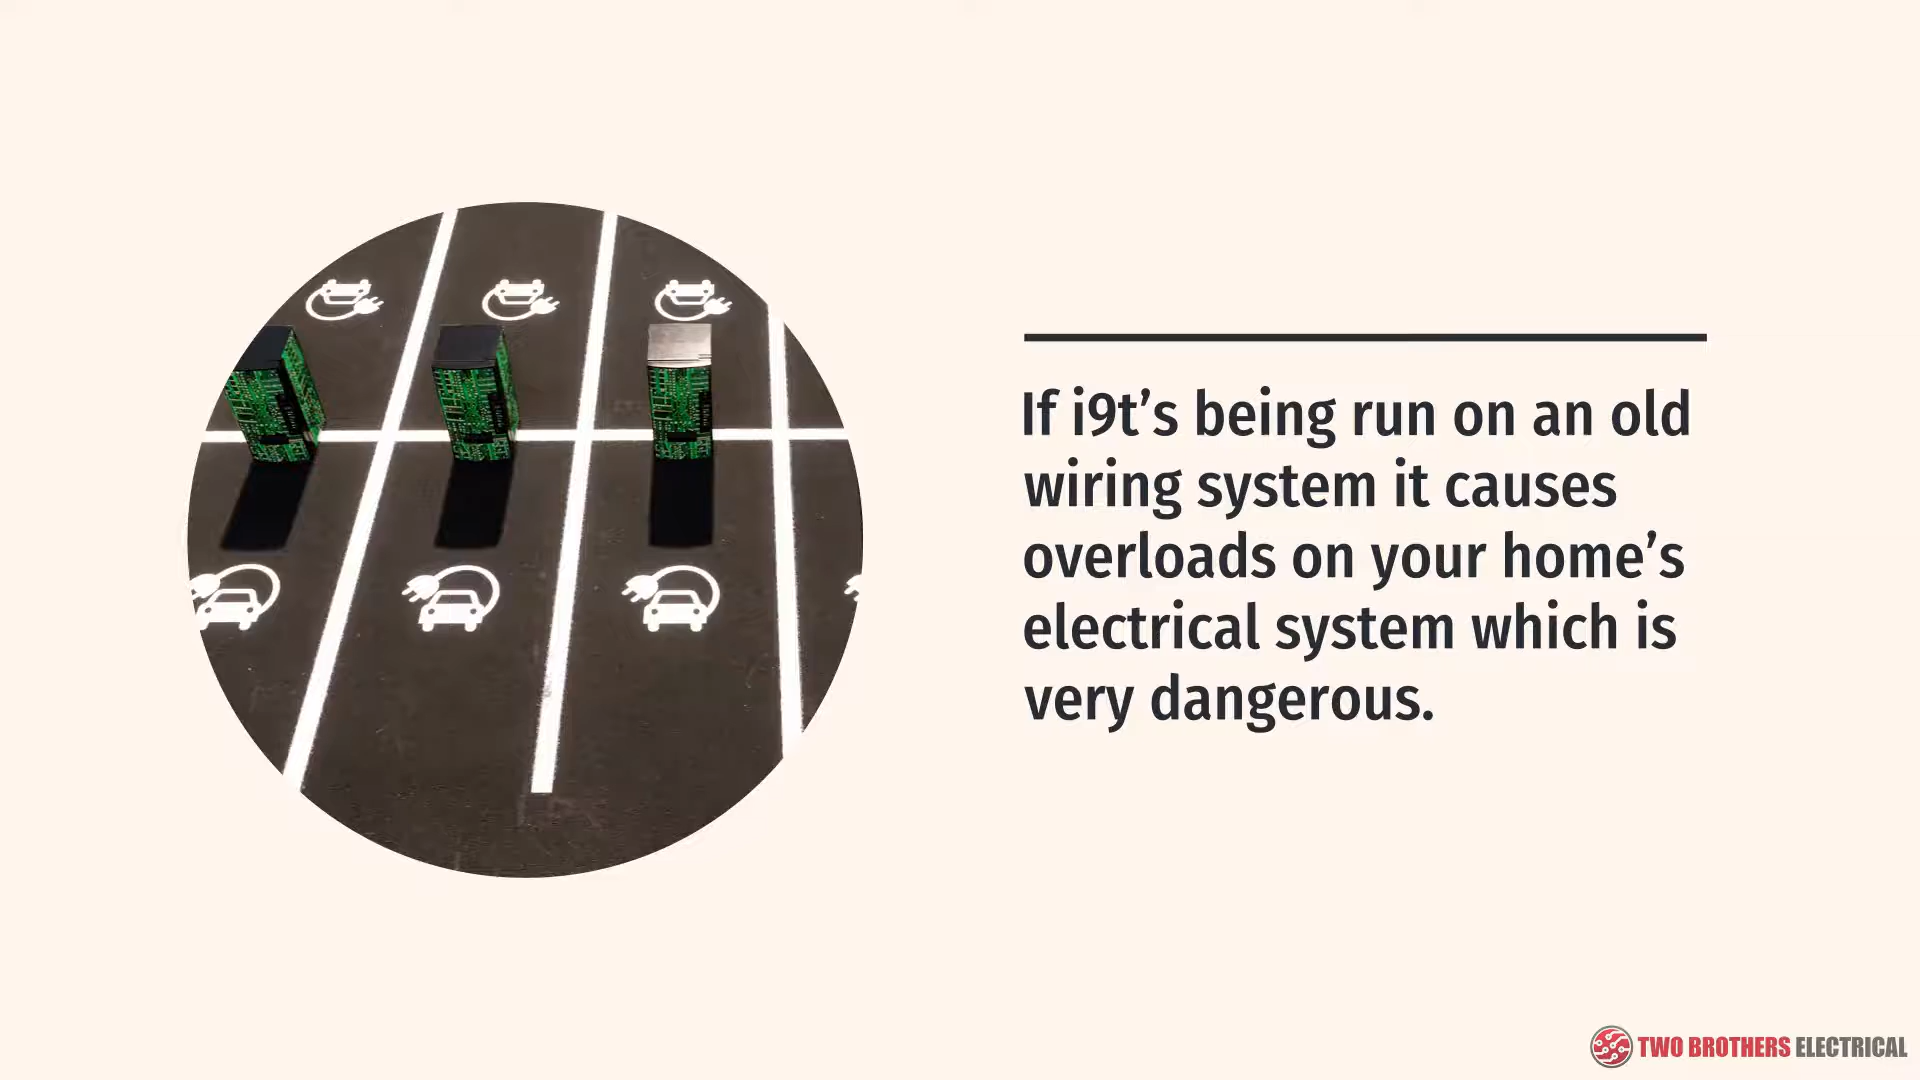 If i9t’s being run on an old
wiring system it causes
overloads on your home’s
electrical system which is
very dangerous.
TWO BROTHERS ELECTRICAL